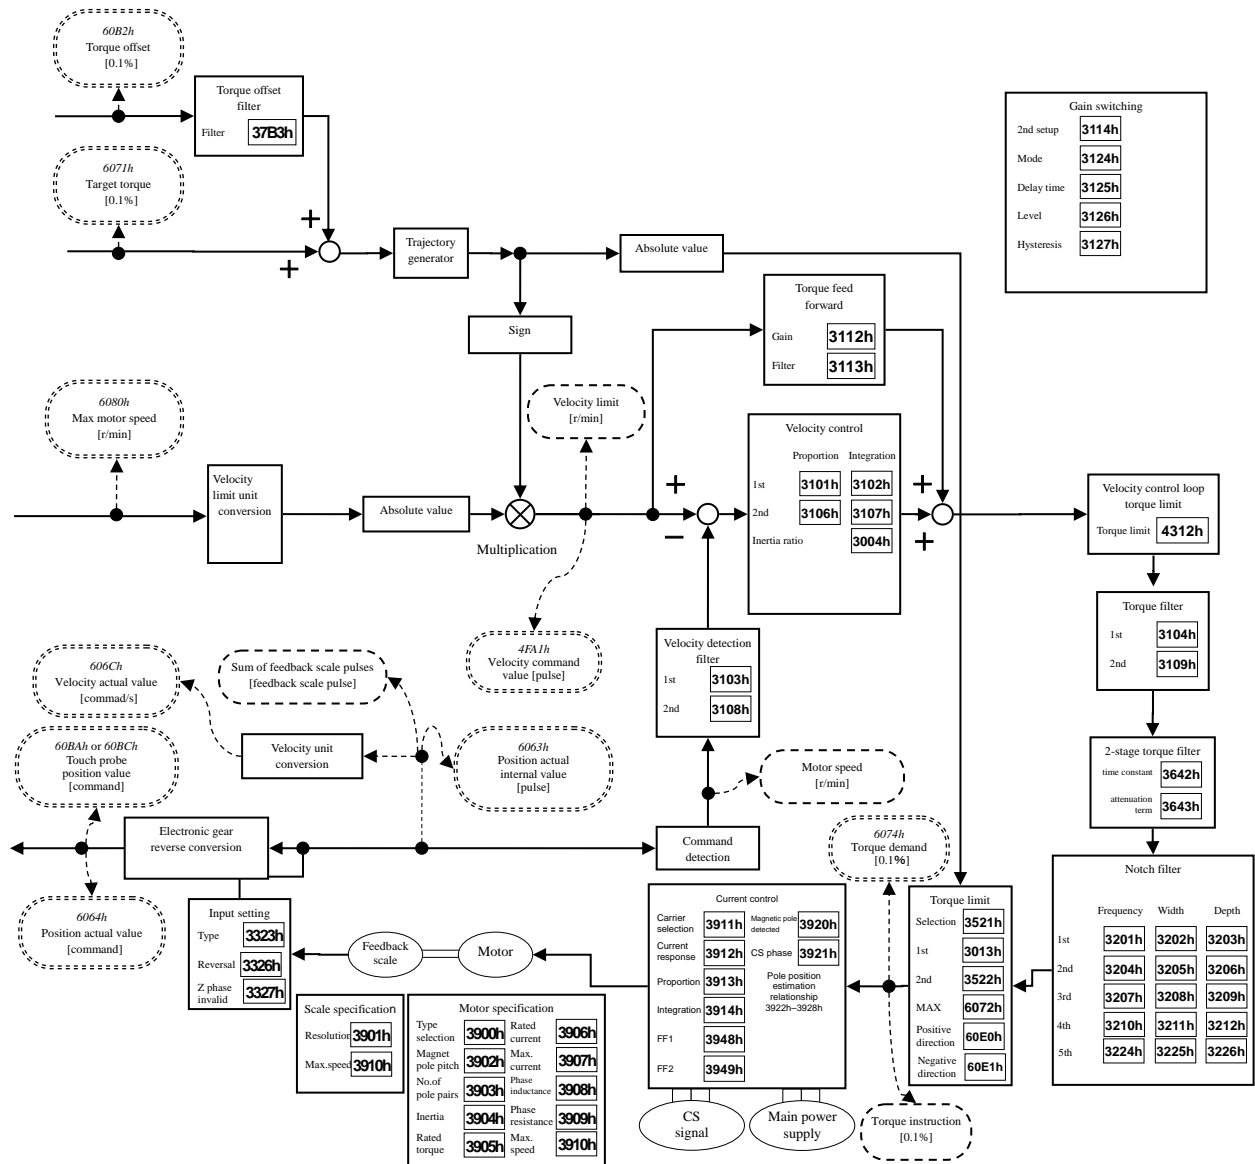 60B2h
Torque offset
[0.1%]
Torque offset
filter
Filter
37B3h
6071h
Target torque
[0.1%]
+
+
Trajectory
generator
Absolute value
Sign
Gain switching
2nd setup 3114h
Mode 3124h
Delay time 3125h
Level 3126h
Hysteresis 3127h
Torque feed
forward
Gain 3112h
Filter 3113h
6080h
Max motor speed
[r/min]
Velocity
limit unit
conversion
Absolute value
Multiplication
Velocity limit
[r/min]
+
−
Velocity control
Proportion Integration
1st 3101h 3102h
2nd 3106h 3107h
Inertia ratio 3004h
+
+
Velocity control loop
torque limit
Torque limit 4312h
Torque filter
1st 3104h
2nd 3109h
2-stage torque filter
time constant 3642h
attenuation
term 3643h
4FA1h
Velocity command
value [pulse]
Velocity detection
filter
1st 3103h
2nd 3108h
606Ch
Velocity actual value
[commad/s]
Sum of feedback scale pulses
[feedback scale pulse]
60BAh or 60BCh
Touch probe
position value
[command]
Velocity unit
conversion
6063h
Position actual
internal value
[pulse]
Motor speed
[r/min]
Electronic gear
reverse conversion
Command
detection
6074h
Torque demand
[0.1%]
6064h
Position actual value
[command]
Input setting
Type 3323h
Reversal 3326h
Z phase
invalid 3327h
Feedback
scale
Motor
Current control
Carrier
selection 3911h
Magnetic pole
detected 3920h
Current
response 3912h
CS phase 3921h
Proportion 3913h
Pole position
estimation
relationship
3922h–3928h
Integration 3914h
FF1 3948h
FF2 3949h
CS
signal
Main power
supply
Torque limit
Selection 3521h
1st 3013h
2nd 3522h
MAX 6072h
Positive
direction 60E0h
Negative
direction 60E1h
Torque instruction
[0.1%]
Notch filter
Frequency Width Depth
1st 3201h 3202h 3203h
2nd 3204h 3205h 3206h
3rd 3207h 3208h 3209h
4th 3210h 3211h 3212h
5th 3224h 3225h 3226h
Scale specification
Resolution 3901h
Max.speed 3910h
Motor specification
Type
selection 3900h
Rated
current 3906h
Magnet
pole pitch 3902h
Max.
current 3907h
No.of
pole pairs 3903h
Phase
inductance 3908h
Inertia 3904h
Phase
resistance 3909h
Rated
torque 3905h
Max.
speed 3910h